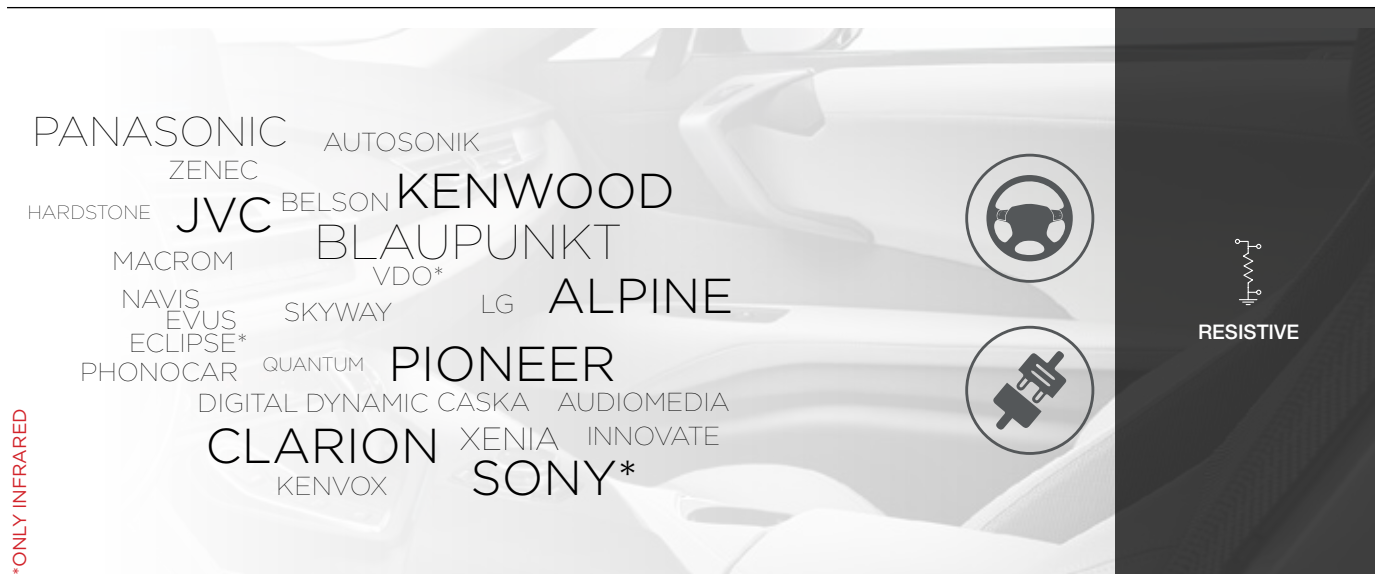 PANASONIC
AUTOSONIK
ZENEC
KENWOOD
BELSON
JVC
HARDSTONE
BLAUPUNKT
MACROM
VDO*
ALPINE
NAVIS
LG
SKYWAY
EVUS
RESISTIVE
ECLIPSE*
PIONEER
QUANTUM
PHONOCAR
DIGITAL DYNAMIC
CASKA
AUDIOMEDIA
CLARION
XENIA
INNOVATE
SONY*
KENVOX
*ONLY INFRARED